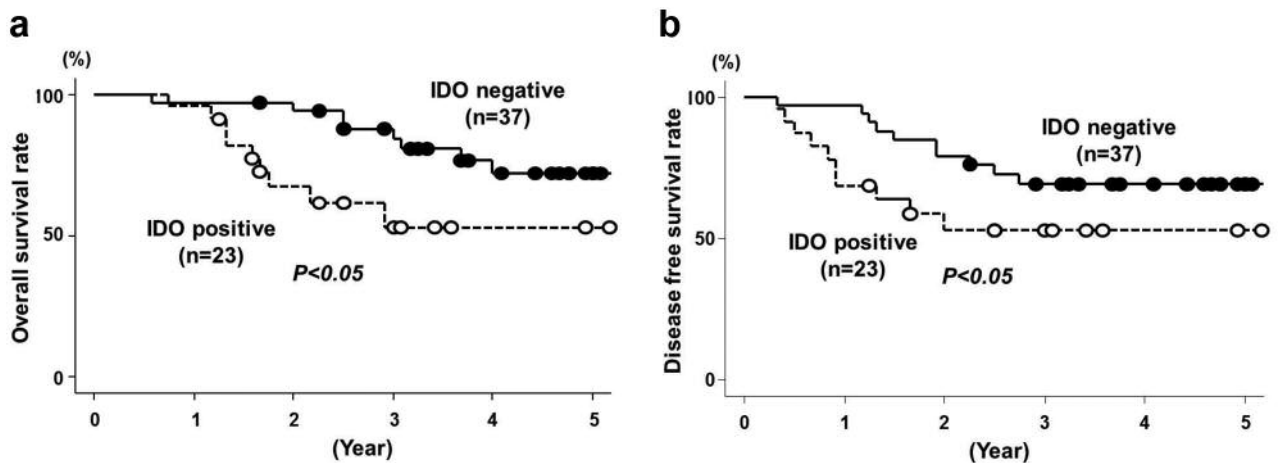 a
(%)
100
50
0
Overall survival rate
IDO negative
(n=37)
IDO positive
(n=23)
P<0.05
0 1 2 3 4 5
(Year)
b
(%)
100
50
0
Disease free survival rate
IDO negative
(n=37)
IDO positive
(n=23)
P<0.05
0 1 2 3 4 5
(Year)